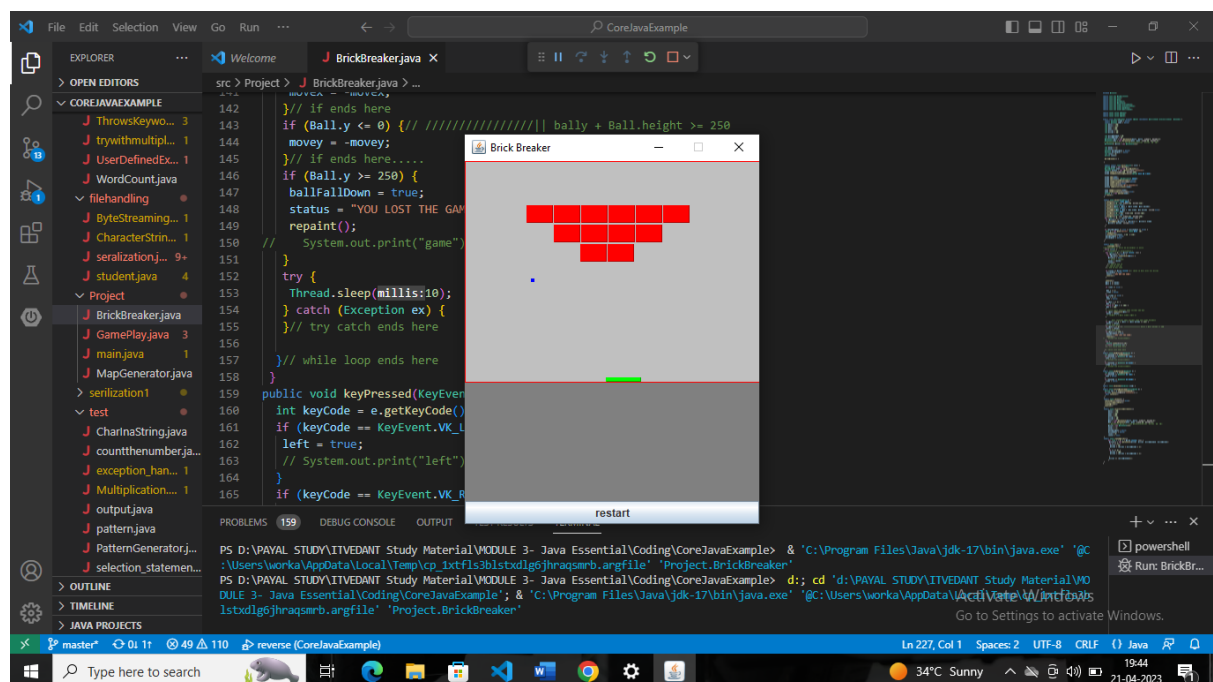 File Edit Selection View Go Run ··· CoreJavaExample
EXPLORER ···
> OPEN EDITORS
COREJAVAEXAMPLE
J ThrowsKeywo... 3
J trywithmultipl... 1
J UserDefinedEx... 1
J WordCount.java
filehandling
J ByteStreaming... 1
J CharacterStrin... 1
J seralization.j... 9+
J student.java 4
Project
J BrickBreaker.java
J GamePlay.java 3
J main.java 1
J MapGenerator.java
> serilization1
test
J CharInaString.java
J countthenumber.ja...
J exception_han... 1
J Multiplication.... 1
J output.java
J pattern.java
J PatternGenerator.j...
J selection_statemen...
> OUTLINE
> TIMELINE
> JAVA PROJECTS
13
1
Welcome J BrickBreaker.java ×
src > Project > J BrickBreaker.java > ...
141 movex = -movex;
142 }// if ends here
143 if (Ball.y <= 0) {// ////////////////|| bally + Ball.height >= 250
144 movey = -movey;
145 }// if ends here.....
146 if (Ball.y >= 250) {
147 ballFallDown = true;
148 status = "YOU LOST THE GAM
149 repaint();
150 // System.out.print("game")
151 }
152 try {
153 Thread.sleep(millis:10);
154 } catch (Exception ex) {
155 }// try catch ends here
156
157 }// while loop ends here
158 }
159 public void keyPressed(KeyEven
160 int keyCode = e.getKeyCode()
161 if (keyCode == KeyEvent.VK_L
162 left = true;
163 // System.out.print("left")
164 }
165 if (keyCode == KeyEvent.VK_R
Brick Breaker
restart
PROBLEMS 159 DEBUG CONSOLE OUTPUT TERMINAL
PS D:\PAYAL STUDY\ITVEDANT Study Material\MODULE 3- Java Essential\Coding\CoreJavaExample> & 'C:\Program Files\Java\jdk-17\bin\java.exe' '@C
:\Users\worka\AppData\Local\Temp\cp_1xtfls3blstxdlg6jhraqsmrb.argfile' 'Project.BrickBreaker'
PS D:\PAYAL STUDY\ITVEDANT Study Material\MODULE 3- Java Essential\Coding\CoreJavaExample> d:; cd 'd:\PAYAL STUDY\ITVEDANT Study Material\MO
DULE 3- Java Essential\Coding\CoreJavaExample'; & 'C:\Program Files\Java\jdk-17\bin\java.exe' '@C:\Users\worka\AppData\
lstxdlg6jhraqsmrb.argfile' 'Project.BrickBreaker'
powershell
Run: BrickBr...
Activate Windows
Go to Settings to activate Windows.
master* 0↓ 1↑ 49 110 reverse (CoreJavaExample) Ln 227, Col 1 Spaces: 2 UTF-8 CRLF {} Java
Type here to search
34°C Sunny
19:44
21-04-2023
1